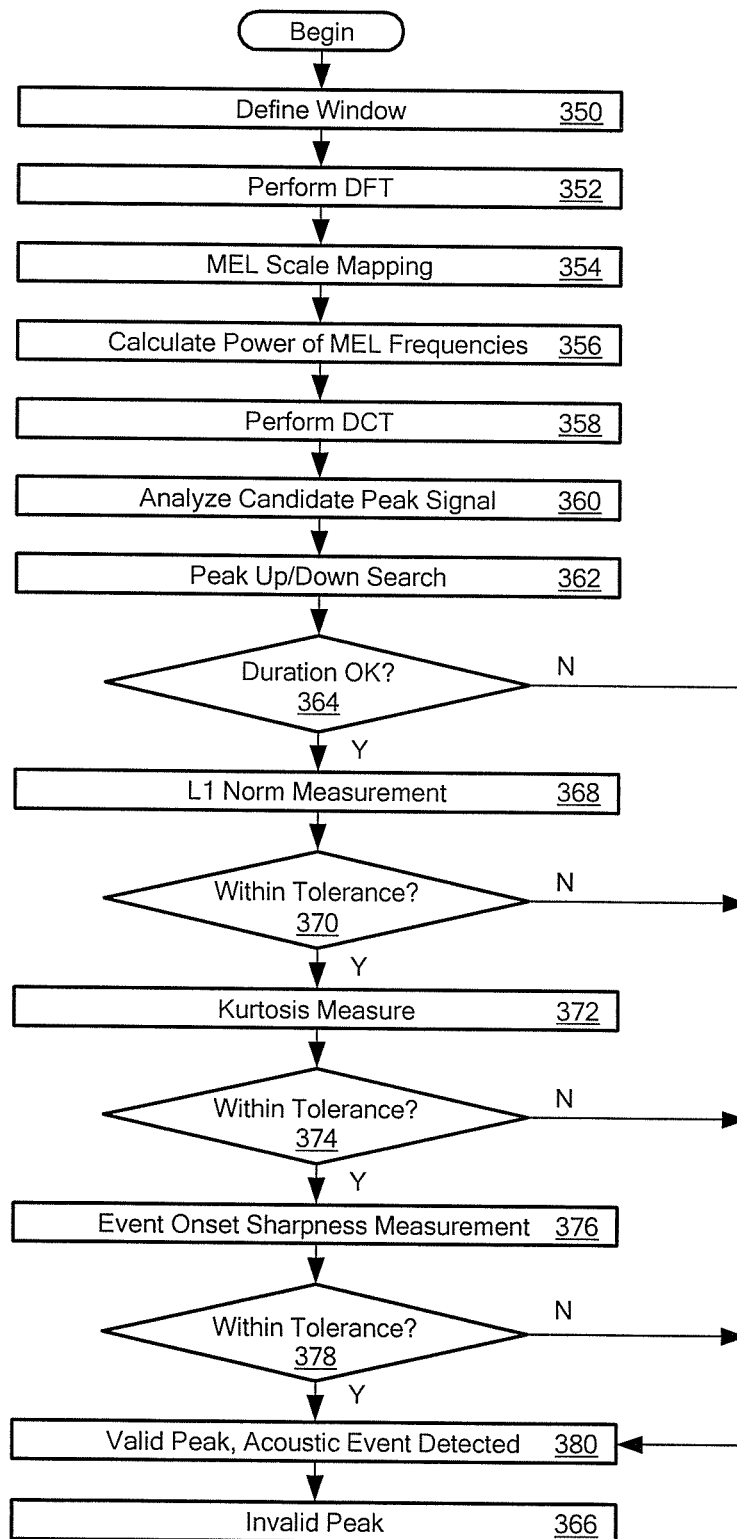 Begin
Define Window 350
Perform DFT 352
MEL Scale Mapping 354
Calculate Power of MEL Frequencies 356
Perform DCT 358
Analyze Candidate Peak Signal 360
Peak Up/Down Search 362
Duration OK? N
364
Y
L1 Norm Measurement 368
Within Tolerance? N
370
Y
Kurtosis Measure 372
Within Tolerance? N
374
Y
Event Onset Sharpness Measurement 376
Within Tolerance? N
378
Y
Valid Peak, Acoustic Event Detected 380
Invalid Peak 366